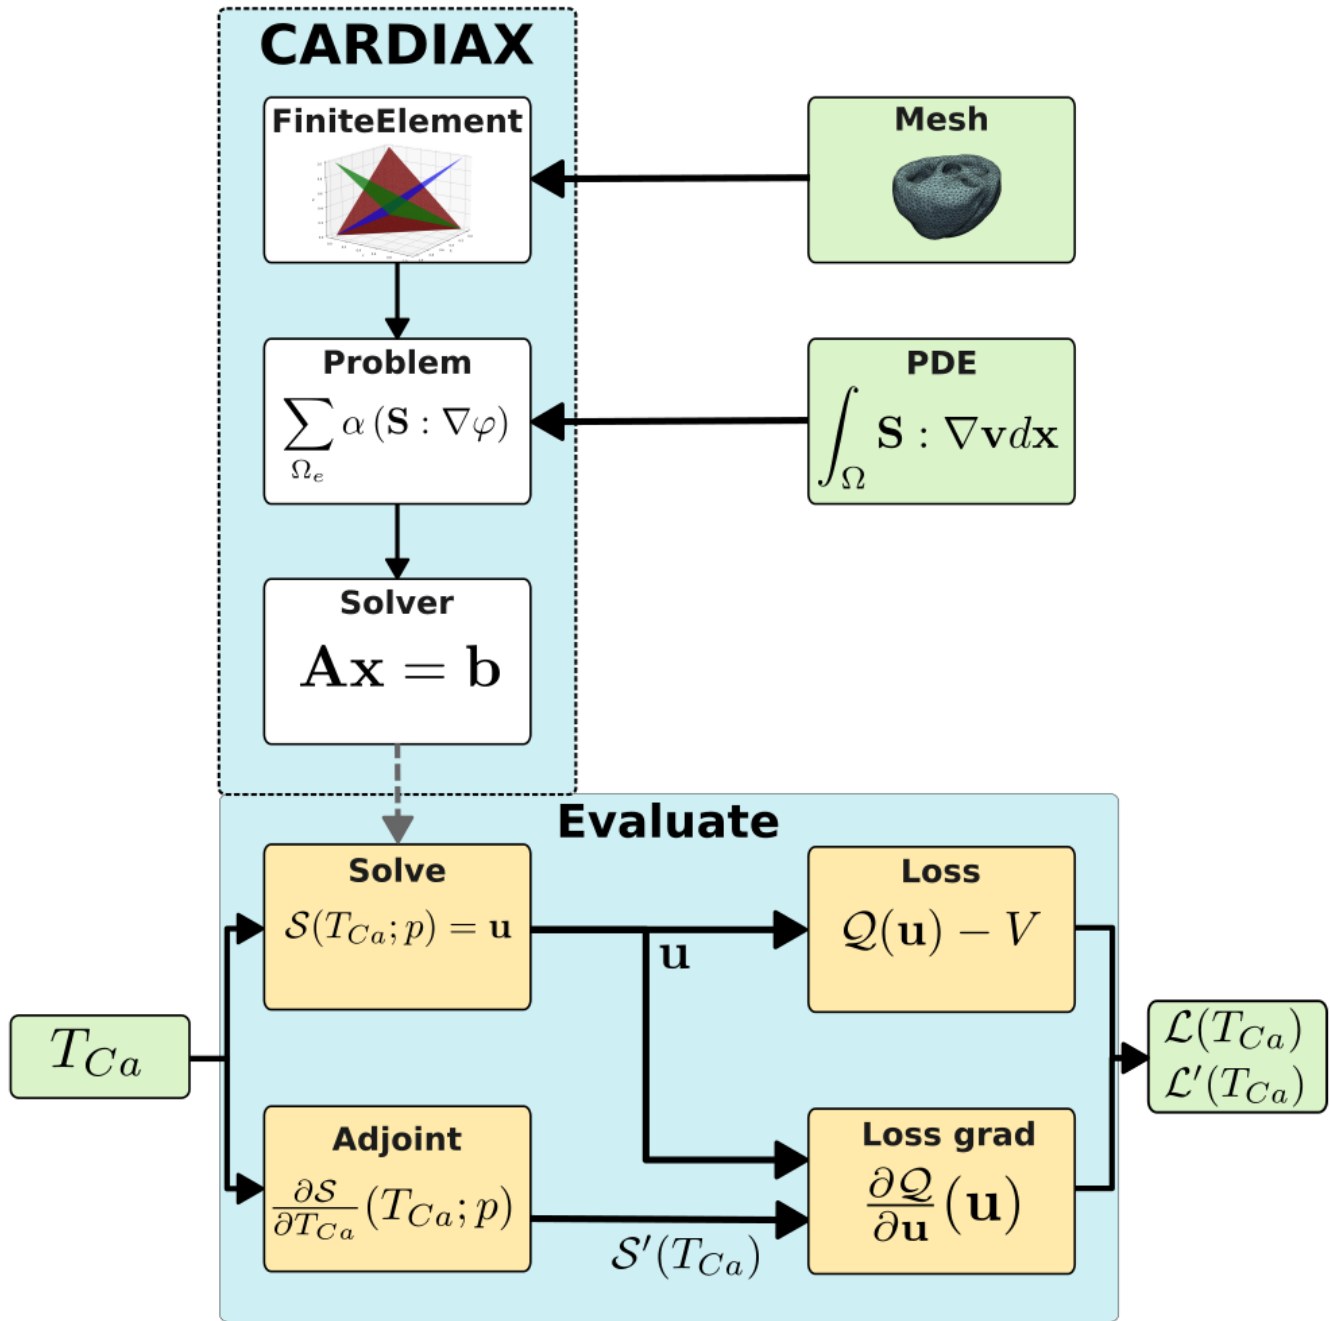 CARDIAX
FiniteElement
Mesh
Problem
∑_{Ω_e} α (S : ∇φ)
PDE
∫_Ω S : ∇v dx
Solver
Ax = b
Evaluate
Solve
𝒮(T_{Ca}; p) = u
Loss
𝒬(u) − V
u
T_{Ca}
ℒ(T_{Ca})
ℒ′(T_{Ca})
Adjoint
∂𝒮/∂T_{Ca} (T_{Ca}; p)
𝒮′(T_{Ca})
Loss grad
∂𝒬/∂u (u)